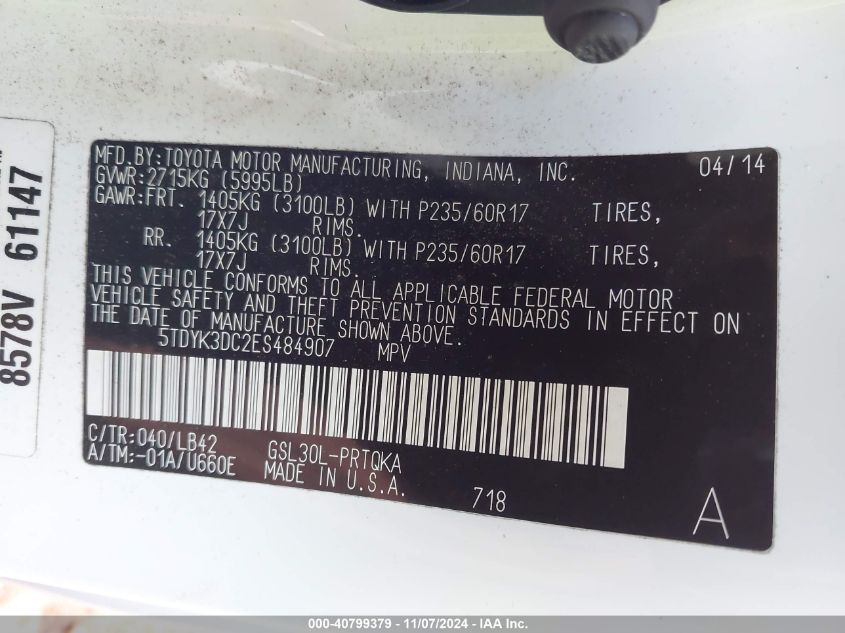 MFD.BY:TOYOTA MOTOR MANUFACTURING, INDIANA, INC. 04/14
GVWR:2715KG (5995LB)
GAWR:FRT. 1405KG (3100LB) WITH P235/60R17 TIRES,
17X7J RIMS.
RR. 1405KG (3100LB) WITH P235/60R17 TIRES,
17X7J RIMS.
THIS VEHICLE CONFORMS TO ALL APPLICABLE FEDERAL MOTOR
VEHICLE SAFETY AND THEFT PREVENTION STANDARDS IN EFFECT ON
THE DATE OF MANUFACTURE SHOWN ABOVE.
5TDYK3DC2ES484907 MPV
C/TR:040/LB42 GSL30L-PRTQKA
A/TM:-01A/U660E MADE IN U.S.A.
718
A
8578V 61147
000-40799379 - 11/07/2024 - IAA Inc.